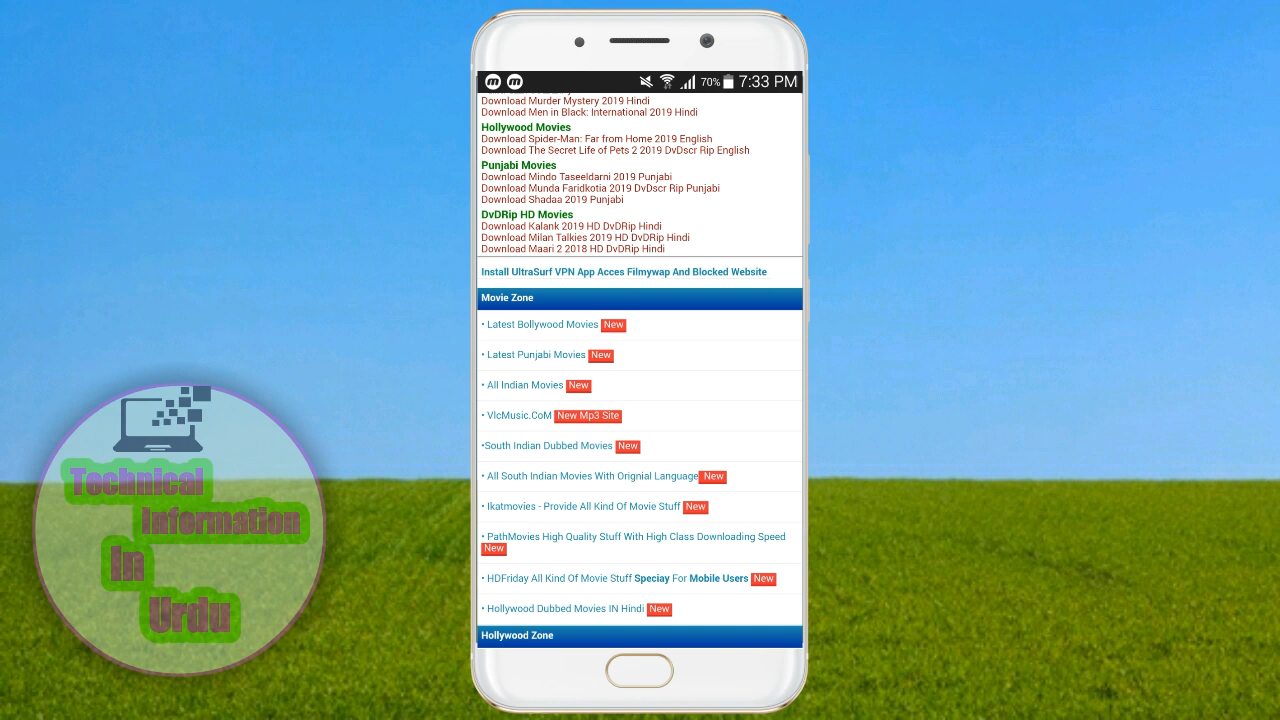 70% 7:33 PM
Download Murder Mystery 2019 Hindi
Download Men in Black: International 2019 Hindi
Hollywood Movies
Download Spider-Man: Far from Home 2019 English
Download The Secret Life of Pets 2 2019 DvDscr Rip English
Punjabi Movies
Download Mindo Taseeldarni 2019 Punjabi
Download Munda Faridkotia 2019 DvDscr Rip Punjabi
Download Shadaa 2019 Punjabi
DvDRip HD Movies
Download Kalank 2019 HD DvDRip Hindi
Download Milan Talkies 2019 HD DvDRip Hindi
Download Maari 2 2018 HD DvDRip Hindi
Install UltraSurf VPN App Acces Filmywap And Blocked Website
Movie Zone
• Latest Bollywood Movies New
• Latest Punjabi Movies New
• All Indian Movies New
• VlcMusic.CoM New Mp3 Site
•South Indian Dubbed Movies New
• All South Indian Movies With Orignial Language New
• Ikatmovies - Provide All Kind Of Movie Stuff New
• PathMovies High Quality Stuff With High Class Downloading Speed
New
• HDFriday All Kind Of Movie Stuff Speciay For Mobile Users New
• Hollywood Dubbed Movies IN Hindi New
Hollywood Zone
Technical
Information
In
Urdu